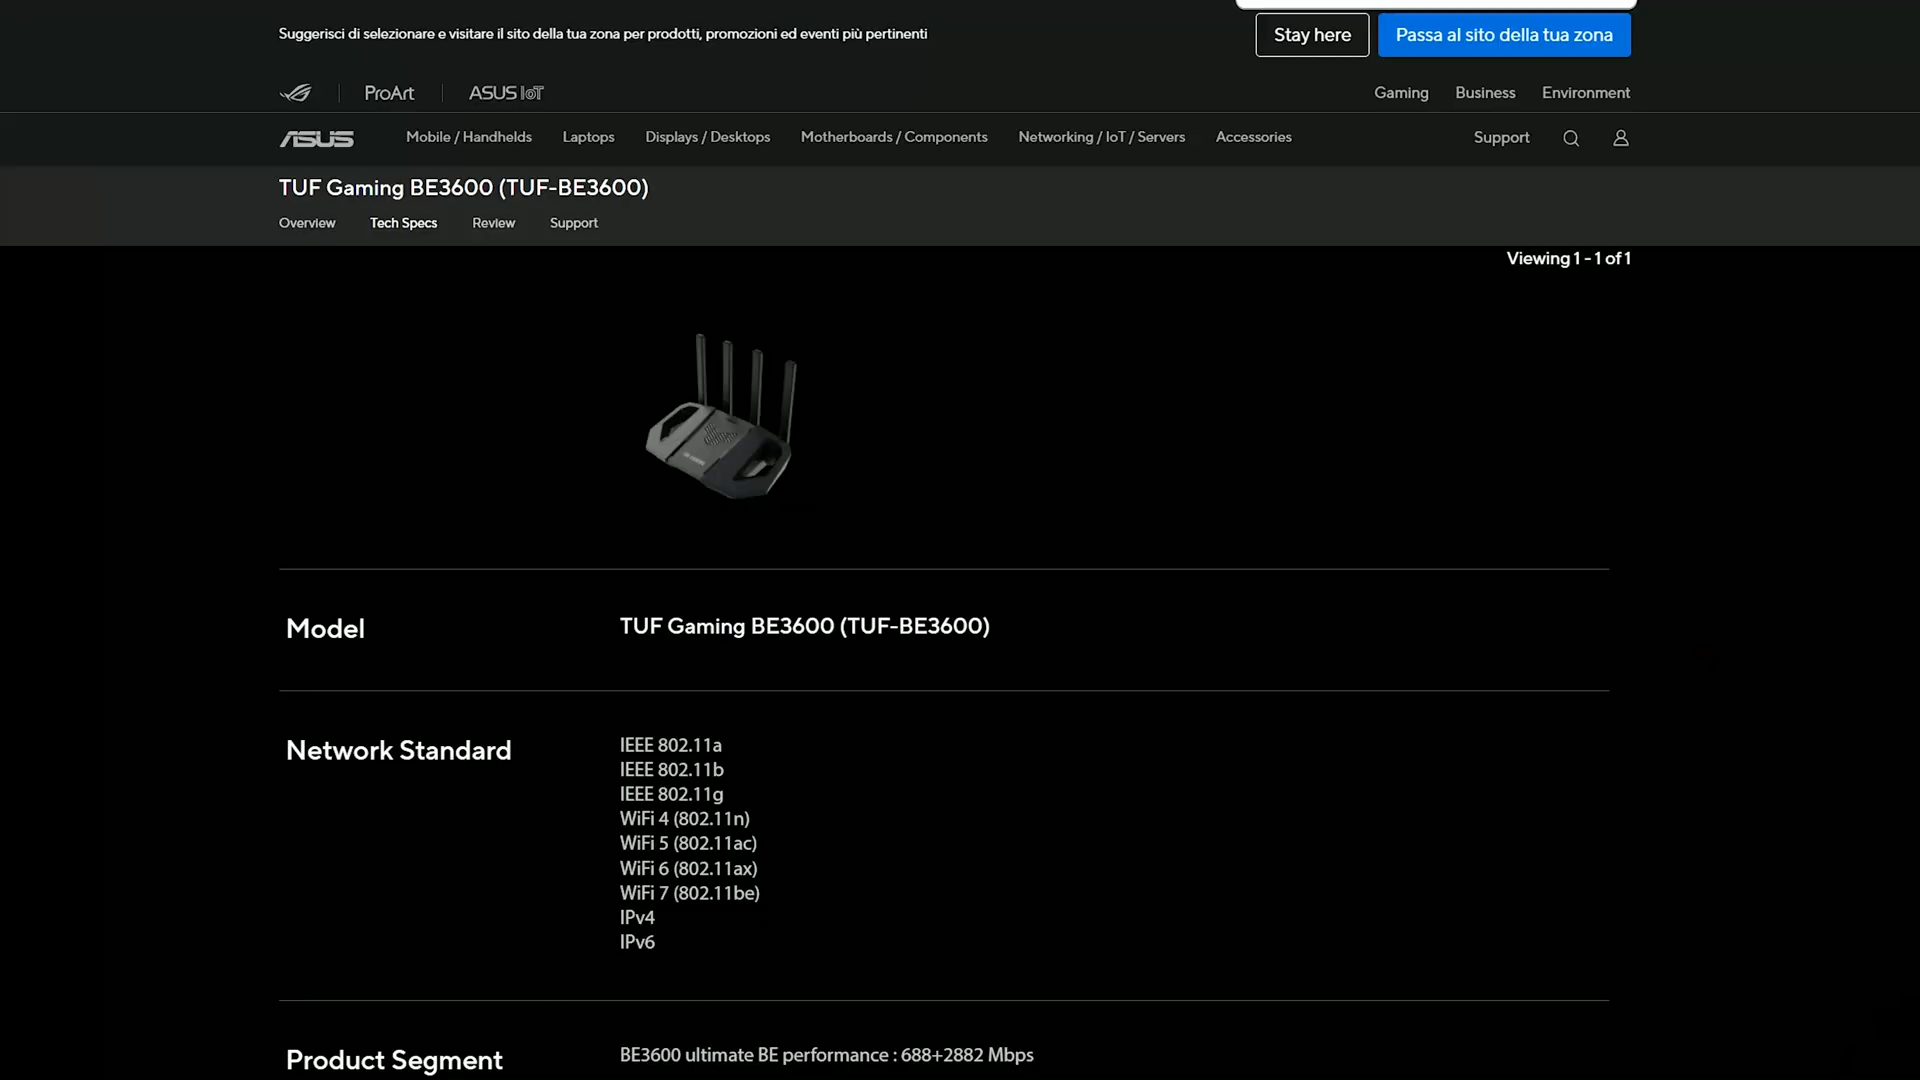 Suggerisci di selezionare e visitare il sito della tua zona per prodotti, promozioni ed eventi più pertinenti
Stay here
Passa al sito della tua zona
ProArt
ASUS IoT
Gaming
Business
Environment
ASUS
Mobile / Handhelds
Laptops
Displays / Desktops
Motherboards / Components
Networking / IoT / Servers
Accessories
Support
TUF Gaming BE3600 (TUF-BE3600)
Overview
Tech Specs
Review
Support
Viewing 1 - 1 of 1
Model
TUF Gaming BE3600 (TUF-BE3600)
Network Standard
IEEE 802.11a
IEEE 802.11b
IEEE 802.11g
WiFi 4 (802.11n)
WiFi 5 (802.11ac)
WiFi 6 (802.11ax)
WiFi 7 (802.11be)
IPv4
IPv6
Product Segment
BE3600 ultimate BE performance : 688+2882 Mbps